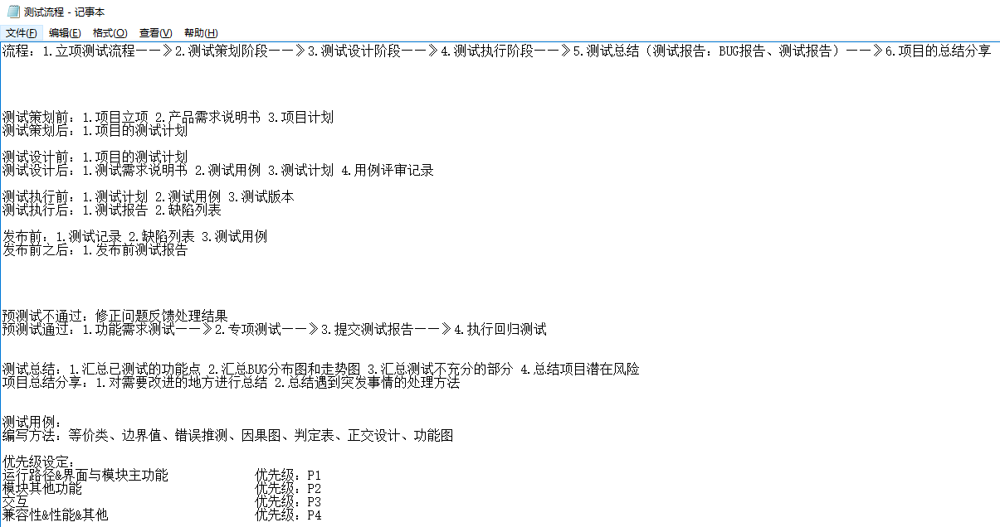 测试流程 - 记事本
文件(F) 编辑(E) 格式(O) 查看(V) 帮助(H)
流程：1.立项测试流程——》2.测试策划阶段——》3.测试设计阶段——》4.测试执行阶段——》5.测试总结（测试报告：BUG报告、测试报告）——》6.项目的总结分享
测试策划前：1.项目立项 2.产品需求说明书 3.项目计划
测试策划后：1.项目的测试计划
测试设计前：1.项目的测试计划
测试设计后：1.测试需求说明书 2.测试用例 3.测试计划 4.用例评审记录
测试执行前：1.测试计划 2.测试用例 3.测试版本
测试执行后：1.测试报告 2.缺陷列表
发布前：1.测试记录 2.缺陷列表 3.测试用例
发布前之后：1.发布前测试报告
预测试不通过：修正问题反馈处理结果
预测试通过：1.功能需求测试——》2.专项测试——》3.提交测试报告——》4.执行回归测试
测试总结：1.汇总已测试的功能点 2.汇总BUG分布图和走势图 3.汇总测试不充分的部分 4.总结项目潜在风险
项目总结分享：1.对需要改进的地方进行总结 2.总结遇到突发事情的处理方法
测试用例：
编写方法：等价类、边界值、错误推测、因果图、判定表、正交设计、功能图
优先级设定：
运行路径&界面与模块主功能 优先级：P1
模块其他功能 优先级：P2
交互 优先级：P3
兼容性&性能&其他 优先级：P4